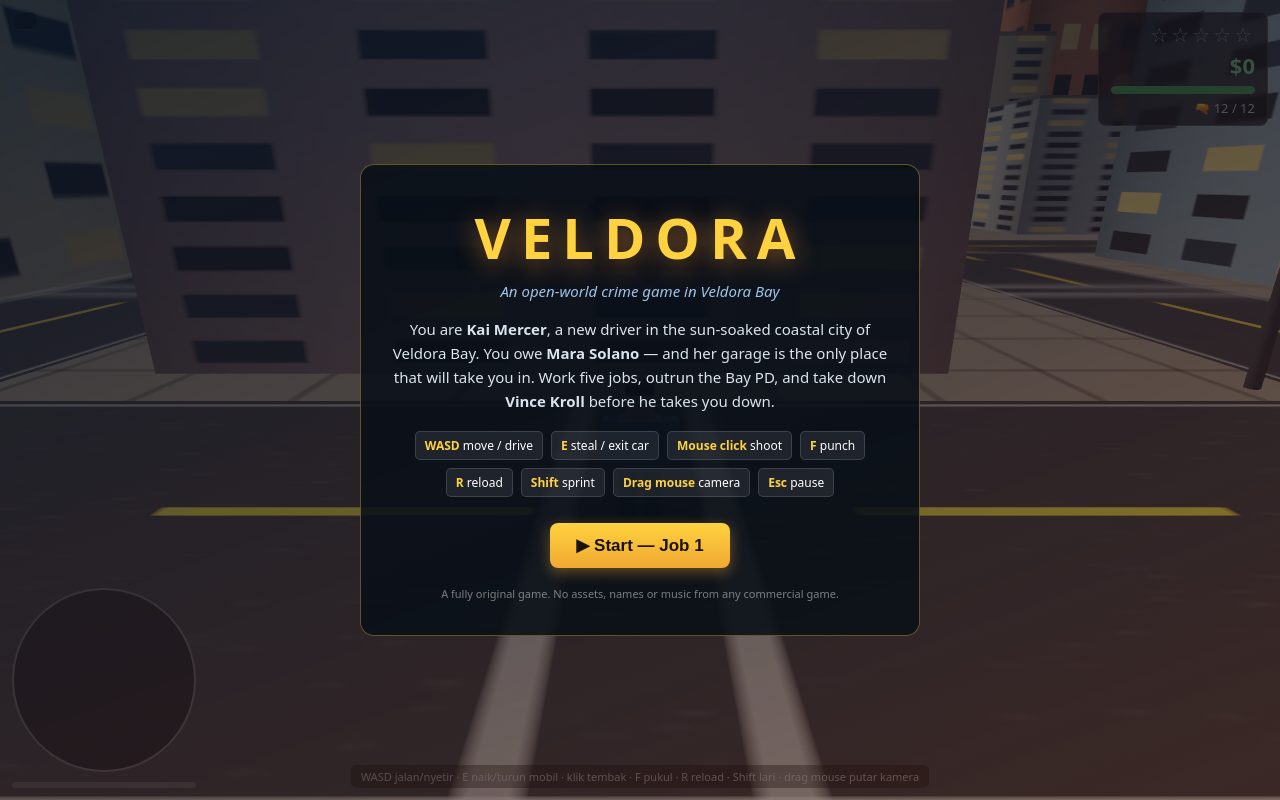 ☆☆☆☆☆
$0
12 / 12
VELDORA
An open-world crime game in Veldora Bay
You are Kai Mercer, a new driver in the sun-soaked coastal city of
Veldora Bay. You owe Mara Solano — and her garage is the only place
that will take you in. Work five jobs, outrun the Bay PD, and take down
Vince Kroll before he takes you down.
WASD move / drive
E steal / exit car
Mouse click shoot
F punch
R reload
Shift sprint
Drag mouse camera
Esc pause
▶ Start — Job 1
A fully original game. No assets, names or music from any commercial game.
WASD jalan/nyetir · E naik/turun mobil · klik tembak · F pukul · R reload · Shift lari · drag mouse putar kamera